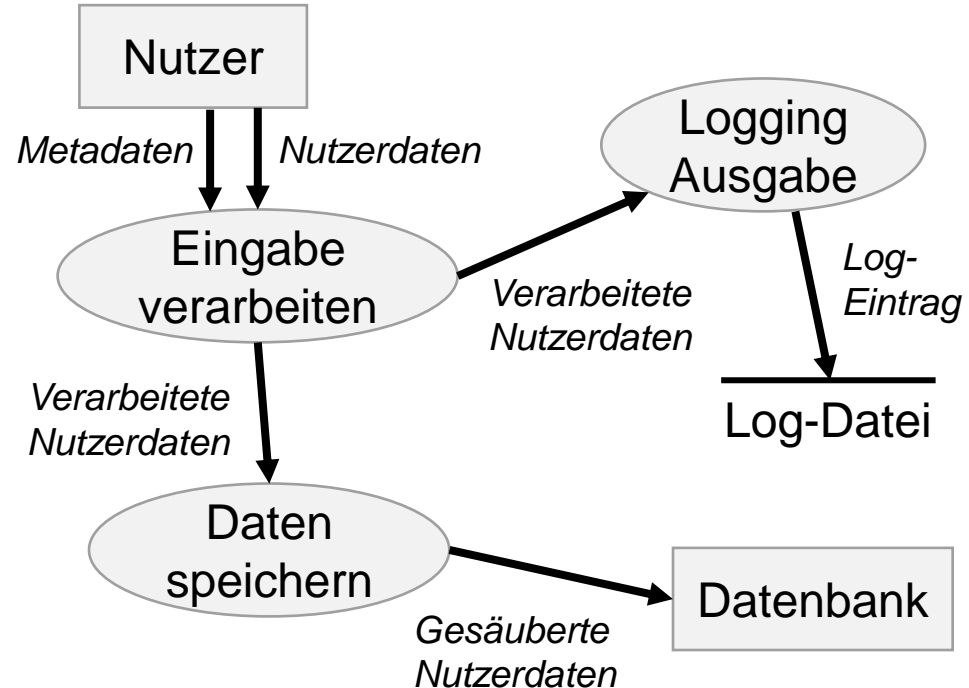 Nutzer
Metadaten
Nutzerdaten
Logging
Ausgabe
Eingabe
verarbeiten
Log-
Eintrag
Verarbeitete
Nutzerdaten
Verarbeitete
Nutzerdaten
Log-Datei
Daten
speichern
Datenbank
Gesäuberte
Nutzerdaten